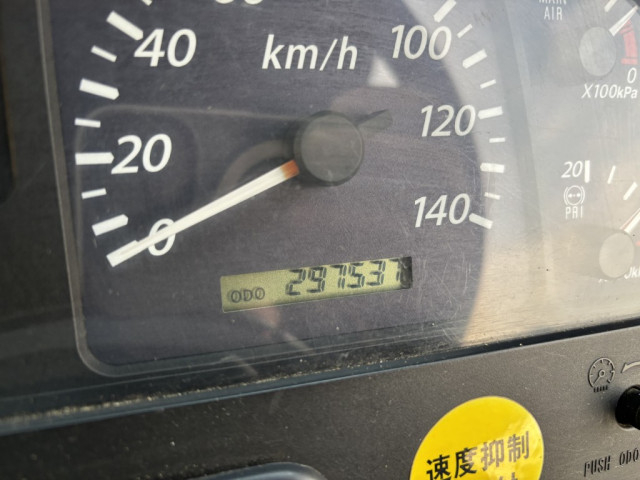 40
km/h
100
MAIN
AIR
0
X100kPa
20
120
20
PRI
0
140
ODO 297537
速度抑制
PUSH ODO